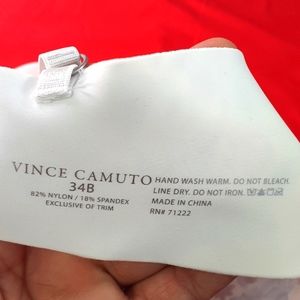 VINCE CAMUTO
34B
82% NYLON / 18% SPANDEX
EXCLUSIVE OF TRIM
HAND WASH WARM. DO NOT BLEACH.
LINE DRY. DO NOT IRON.
MADE IN CHINA
RN# 71222